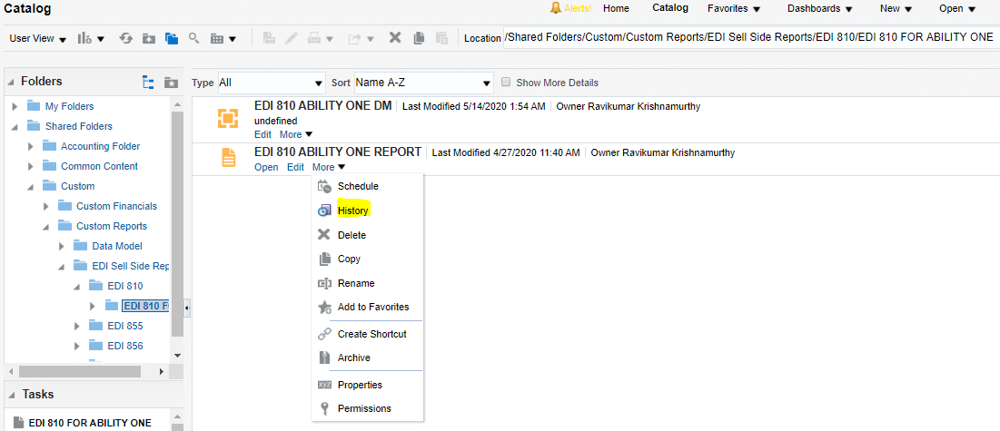 Catalog
Alerts! Home Catalog Favorites Dashboards New Open
User View Location /Shared Folders/Custom/Custom Reports/EDI Sell Side Reports/EDI 810/EDI 810 FOR ABILITY ONE
Folders
My Folders
Shared Folders
Accounting Folder
Common Content
Custom
Custom Financials
Custom Reports
Data Model
EDI Sell Side Rep
EDI 810
EDI 810 F
EDI 855
EDI 856
Tasks
EDI 810 FOR ABILITY ONE
Type All Sort Name A-Z Show More Details
EDI 810 ABILITY ONE DM Last Modified 5/14/2020 1:54 AM Owner Ravikumar Krishnamurthy
undefined
Edit More
EDI 810 ABILITY ONE REPORT Last Modified 4/27/2020 11:40 AM Owner Ravikumar Krishnamurthy
Open Edit More
Schedule
History
Delete
Copy
Rename
Add to Favorites
Create Shortcut
Archive
Properties
Permissions